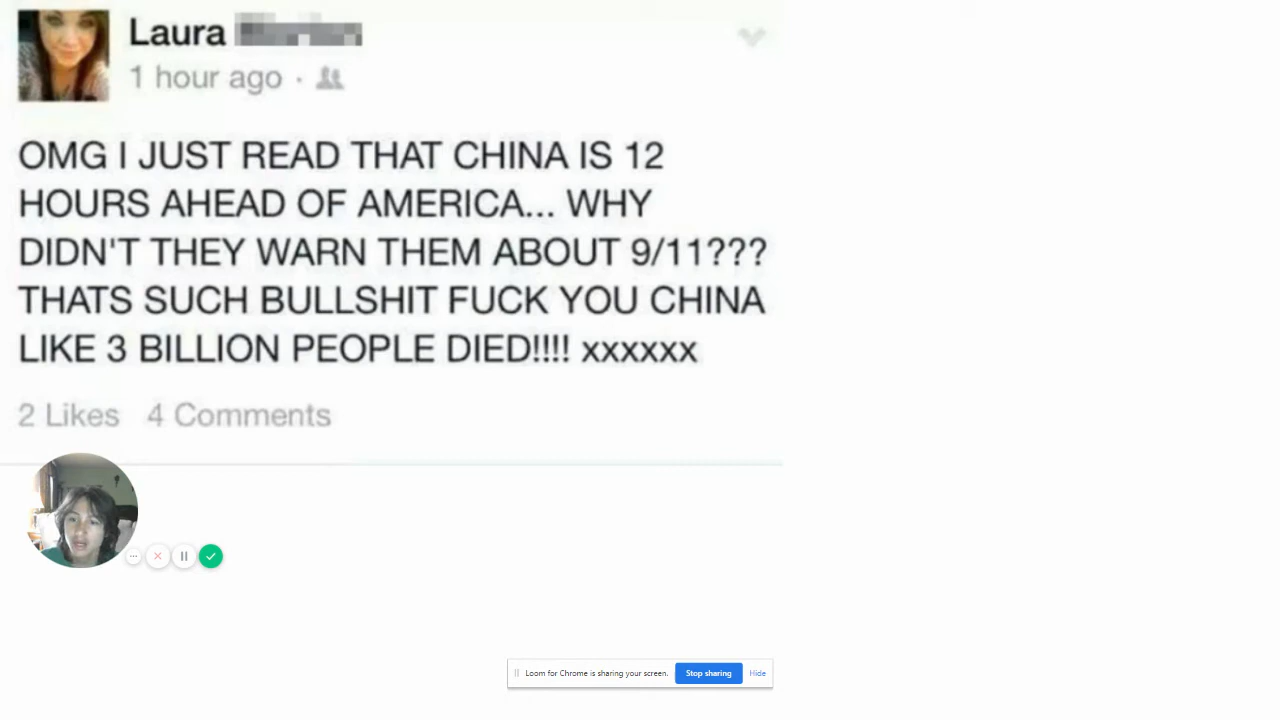 Laura
1 hour ago ·
OMG I JUST READ THAT CHINA IS 12
HOURS AHEAD OF AMERICA... WHY
DIDN'T THEY WARN THEM ABOUT 9/11???
THATS SUCH BULLSHIT FUCK YOU CHINA
LIKE 3 BILLION PEOPLE DIED!!!! xxxxxx
2 Likes 4 Comments
Loom for Chrome is sharing your screen. Stop sharing Hide